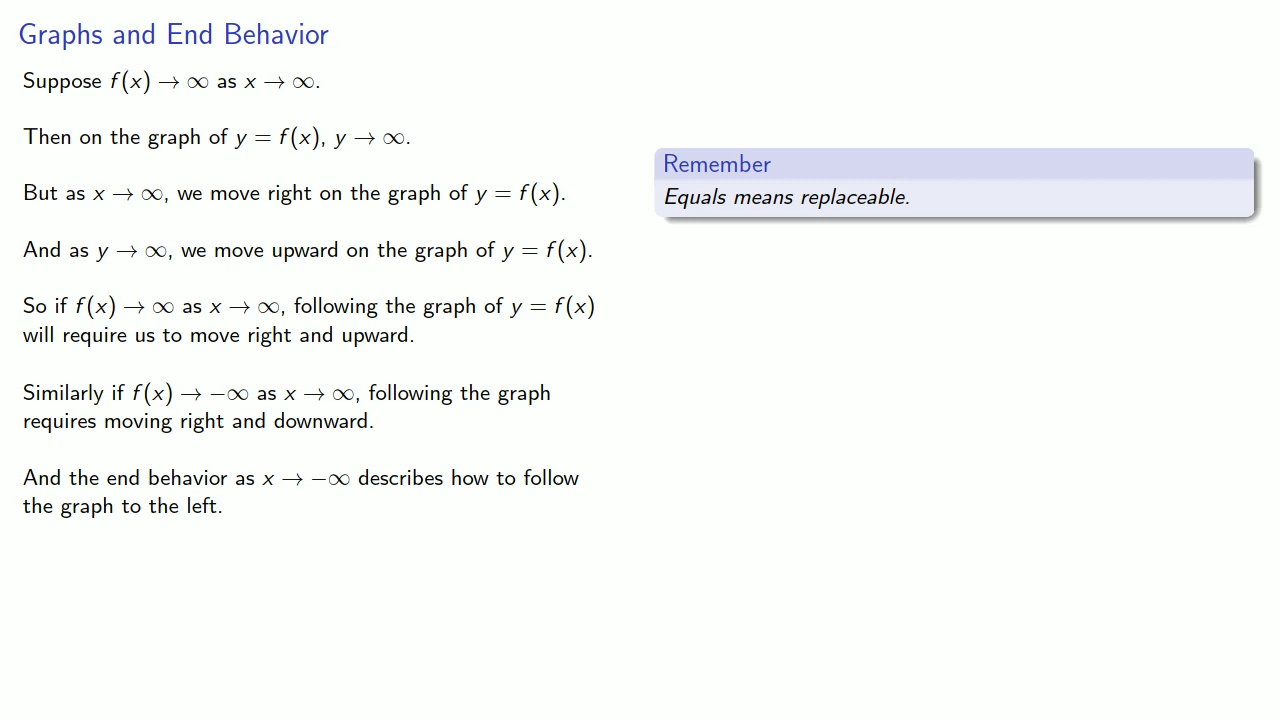 Graphs and End Behavior
Suppose f(x) → ∞ as x → ∞.
Then on the graph of y = f(x), y → ∞.
But as x → ∞, we move right on the graph of y = f(x).
And as y → ∞, we move upward on the graph of y = f(x).
So if f(x) → ∞ as x → ∞, following the graph of y = f(x)
will require us to move right and upward.
Similarly if f(x) → −∞ as x → ∞, following the graph
requires moving right and downward.
And the end behavior as x → −∞ describes how to follow
the graph to the left.
Remember
Equals means replaceable.